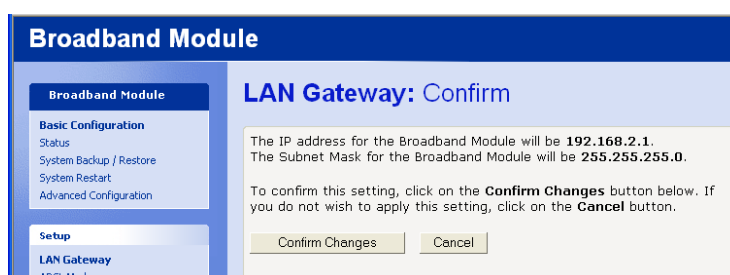 Broadband Module
Broadband Module
Basic Configuration
Status
System Backup / Restore
System Restart
Advanced Configuration
Setup
LAN Gateway
LAN Gateway: Confirm
The IP address for the Broadband Module will be 192.168.2.1.
The Subnet Mask for the Broadband Module will be 255.255.255.0.
To confirm this setting, click on the Confirm Changes button below. If
you do not wish to apply this setting, click on the Cancel button.
Confirm Changes
Cancel